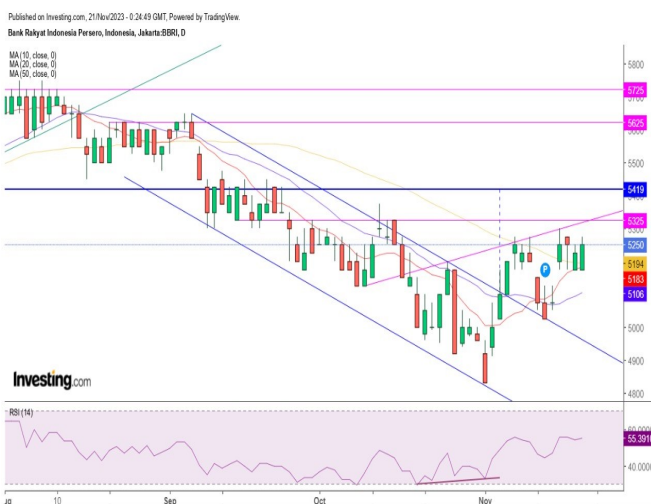 Published on Investing.com, 21/Nov/2023 - 0:24:49 GMT, Powered by TradingView.
Bank Rakyat Indonesia Persero, Indonesia, Jakarta:BBRI, D
MA (10, close, 0)
MA (20, close, 0)
MA (50, close, 0)
5800
5725
5625
5500
5419
5325
5250
5194
5183
5106
5000
4900
4800
P
Investing.com
RSI (14)
60.0000
55.3910
40.0000
10
Sep
Oct
Nov